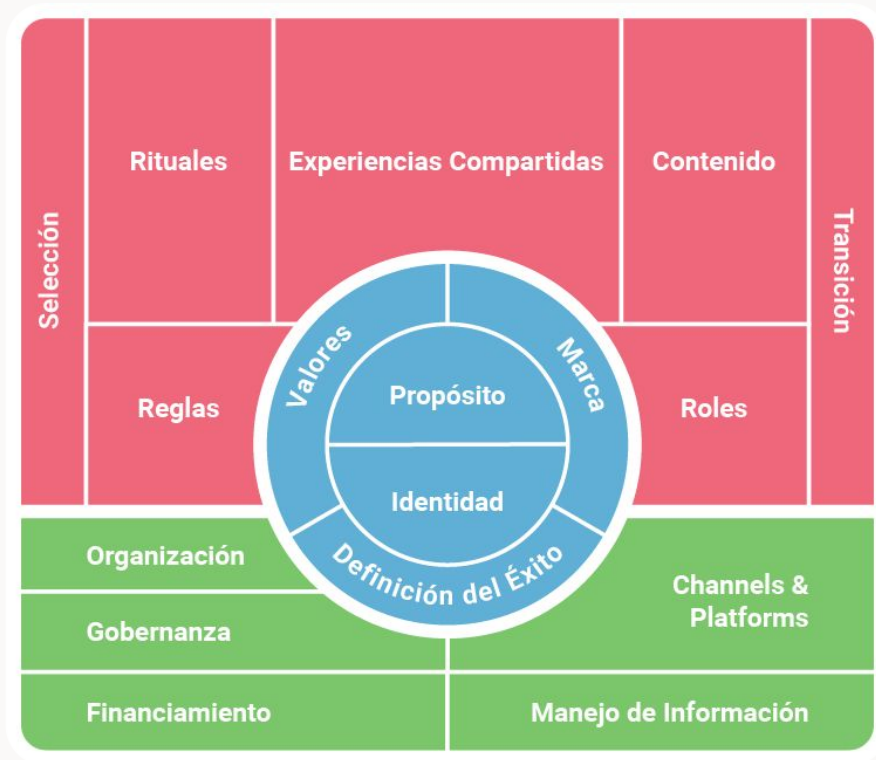 Selección
Rituales
Experiencias Compartidas
Contenido
Transición
Reglas
Roles
Valores
Marca
Propósito
Identidad
Definición del Éxito
Organización
Gobernanza
Financiamiento
Channels &
Platforms
Manejo de Información